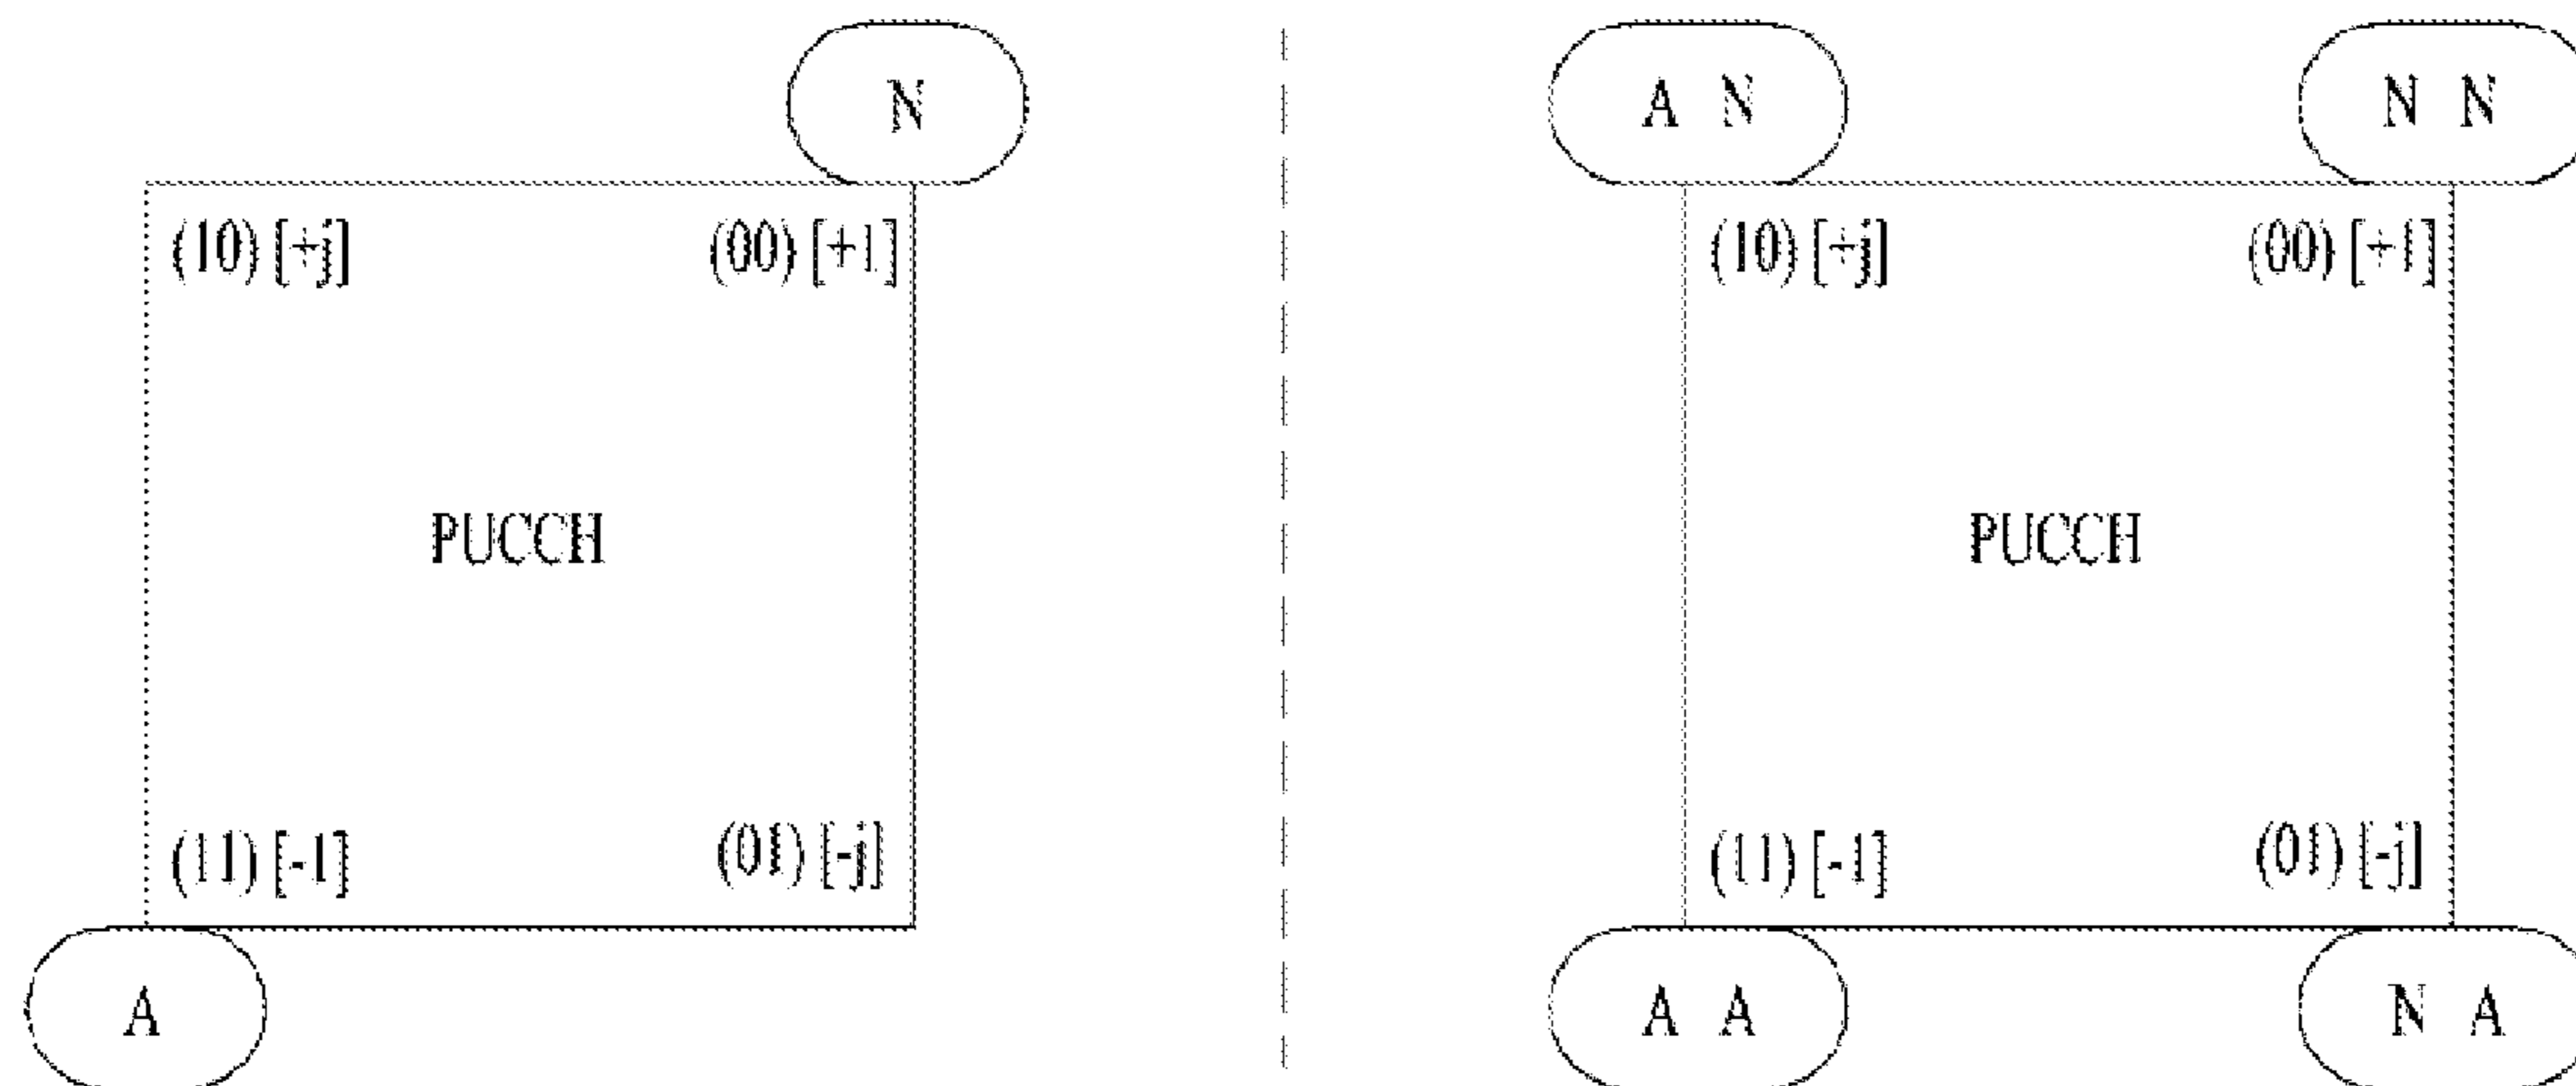 N
(10) [+j] (00) [+1]
PUCCH
(11) [-1] (01) [-j]
A
A N N N
(10) [+j] (00) [+1]
PUCCH
(11) [-1] (01) [-j]
A A N A